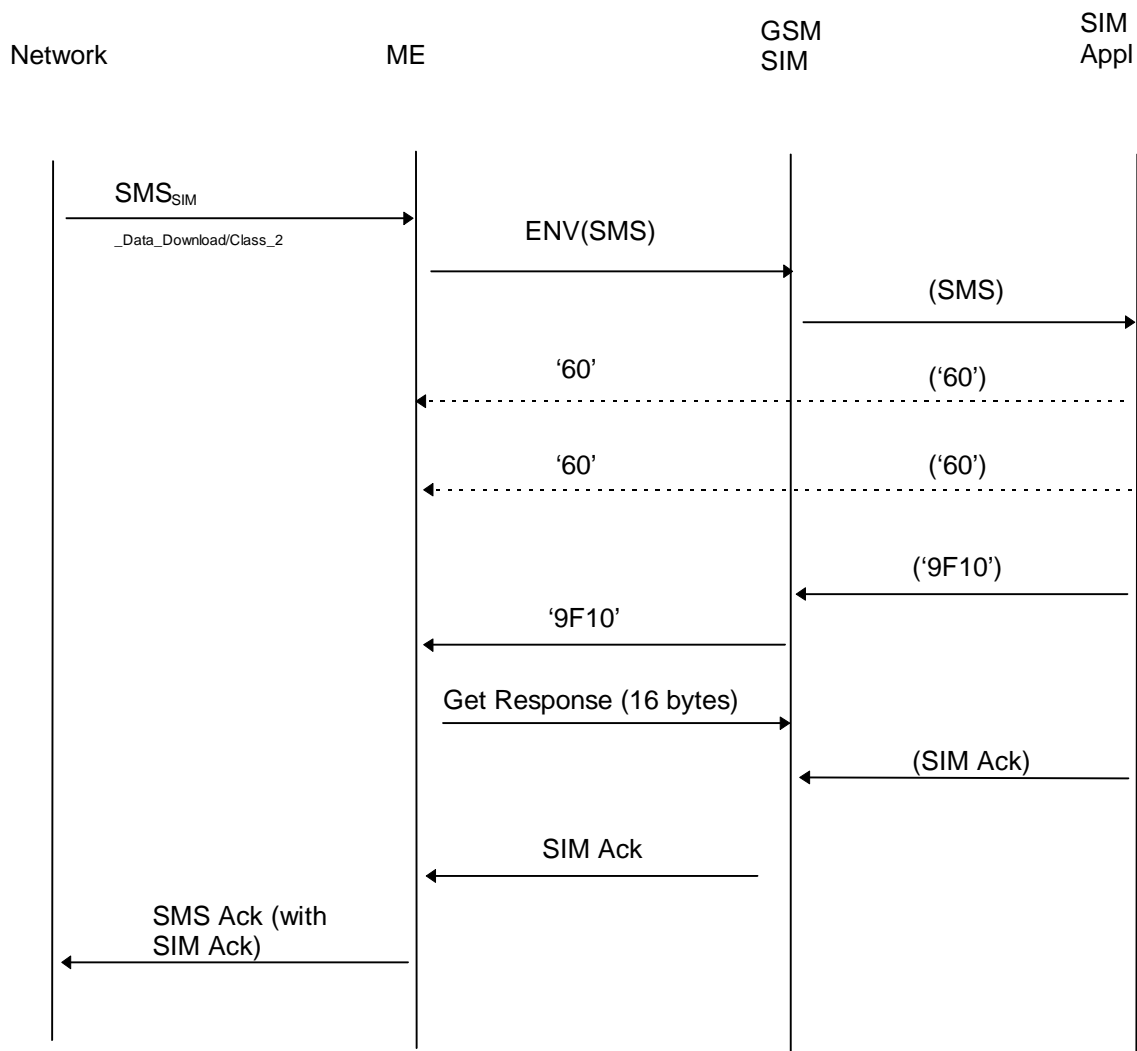 Network
ME
GSM
SIM
SIM
Appl
SMSSIM
_Data_Download/Class_2
ENV(SMS)
(SMS)
‘60’
(‘60’)
‘60’
(‘60’)
(‘9F10’)
‘9F10’
Get Response (16 bytes)
(SIM Ack)
SIM Ack
SMS Ack (with
SIM Ack)